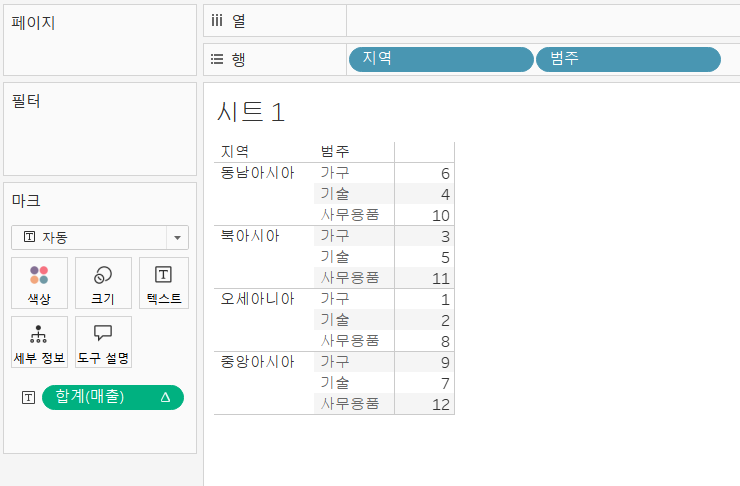 페이지
필터
마크
자동
색상 크기 텍스트
세부 정보 도구 설명
합계(매출) Δ
열
행 지역 범주
시트 1
지역 범주
동남아시아 가구 6
기술 4
사무용품 10
북아시아 가구 3
기술 5
사무용품 11
오세아니아 가구 1
기술 2
사무용품 8
중앙아시아 가구 9
기술 7
사무용품 12